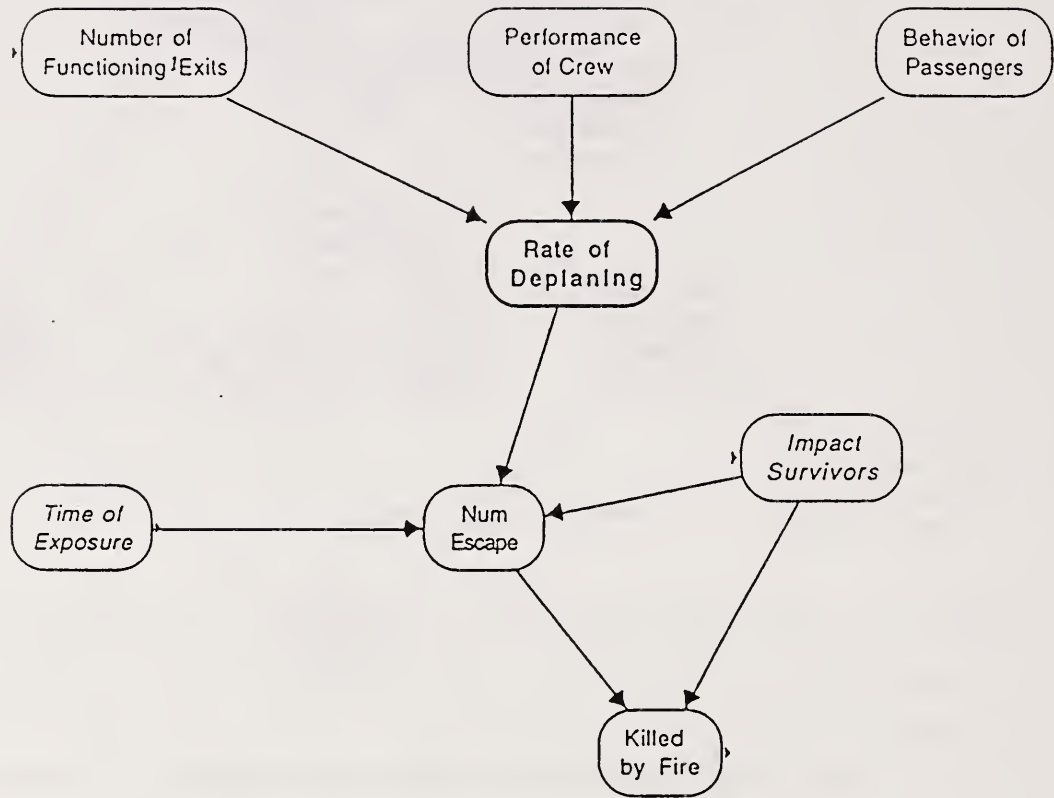 Number of
Functioning Exits
Performance
of Crew
Behavior of
Passengers
Rate of
Deplaning
Impact
Survivors
Time of
Exposure
Num
Escape
Killed
by Fire